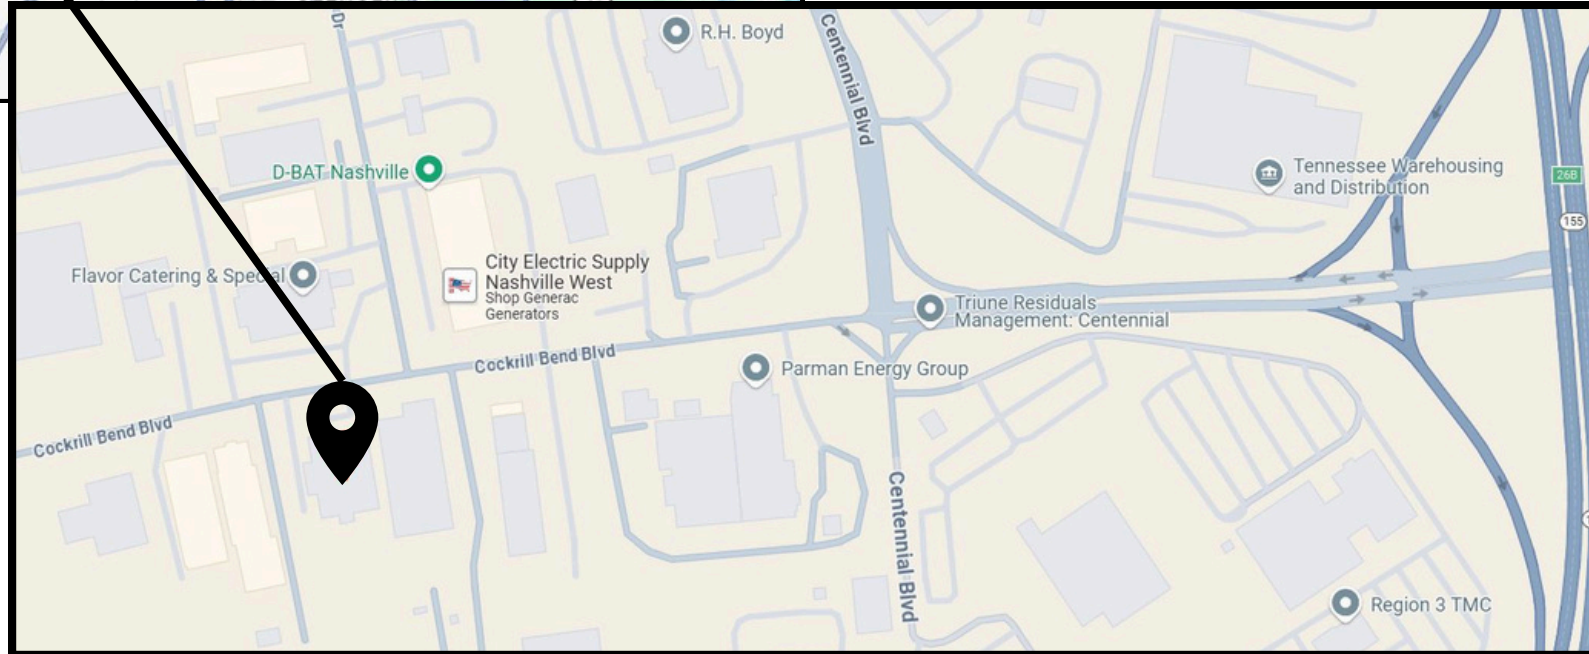 Dr
Centennial Blvd
R.H. Boyd
D-BAT Nashville
Tennessee Warehousing
and Distribution
26B
155
Flavor Catering & Special
City Electric Supply
Nashville West
Shop Generac
Generators
Triune Residuals
Management: Centennial
Cockrill Bend Blvd
Parman Energy Group
Cockrill Bend Blvd
Centennial Blvd
Region 3 TMC